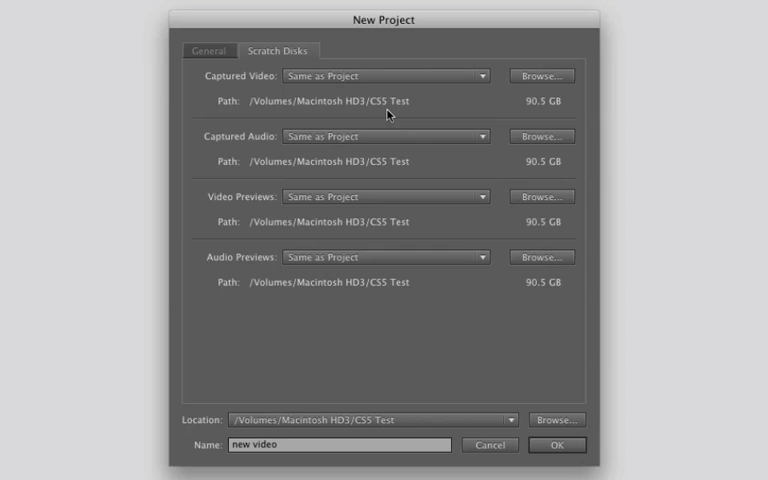 New Project
General Scratch Disks
Captured Video: Same as Project Browse...
Path: /Volumes/Macintosh HD3/CS5 Test 90.5 GB
Captured Audio: Same as Project Browse...
Path: /Volumes/Macintosh HD3/CS5 Test 90.5 GB
Video Previews: Same as Project Browse...
Path: /Volumes/Macintosh HD3/CS5 Test 90.5 GB
Audio Previews: Same as Project Browse...
Path: /Volumes/Macintosh HD3/CS5 Test 90.5 GB
Location: /Volumes/Macintosh HD3/CS5 Test Browse...
Name: new video Cancel OK